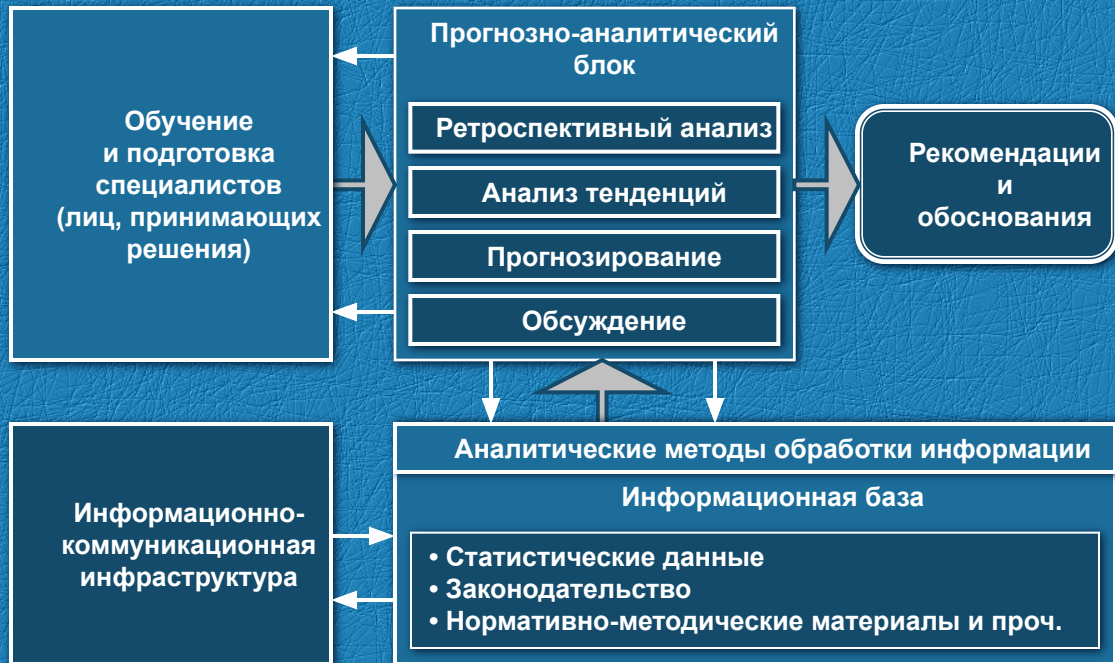 Обучение
и подготовка
специалистов
(лиц, принимающих
решения)
Прогнозно-аналитический
блок
Ретроспективный анализ
Анализ тенденций
Прогнозирование
Обсуждение
Рекомендации
и
обоснования
Информационно-
коммуникационная
инфраструктура
Аналитические методы обработки информации
Информационная база
• Статистические данные
• Законодательство
• Нормативно-методические материалы и проч.